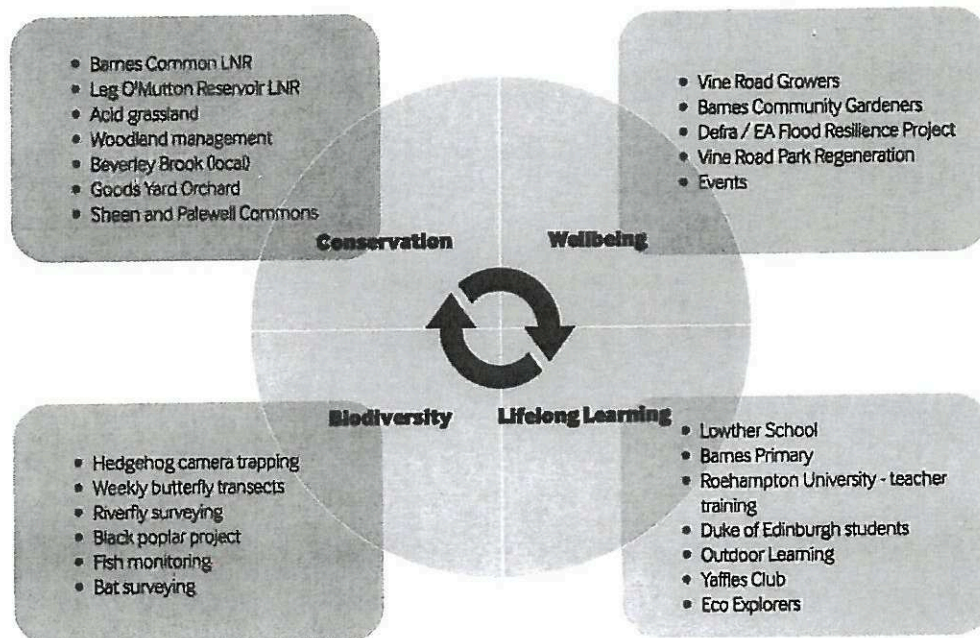 Barnes Common LNR
Leg O'Mutton Reservoir LNR
Acid grassland
Woodland management
Beverley Brook (local)
Goods Yard Orchard
Sheen and Palewell Commons
Vine Road Growers
Barnes Community Gardeners
Defra / EA Flood Resilience Project
Vine Road Park Regeneration
Events
Conservation
Wellbeing
Biodiversity
Lifelong Learning
Hedgehog camera trapping
Weekly butterfly transects
Riverfly surveying
Black poplar project
Fish monitoring
Bat surveying
Lowther School
Barnes Primary
Roehampton University - teacher
training
Duke of Edinburgh students
Outdoor Learning
Yaffles Club
Eco Explorers